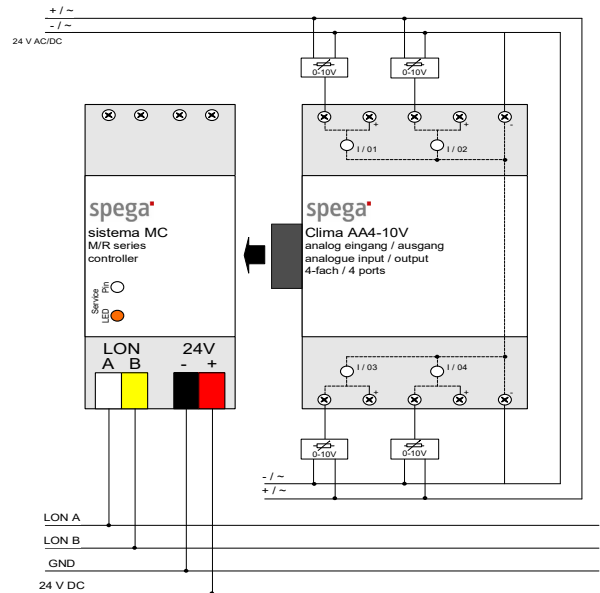 + / ~
- / ~
24 V AC/DC
0-10V
0-10V
+
+
-
I / 01
I / 02
spega
sistema MC
M/R series
controller
Service
Pin
LED
spega
Clima AA4-10V
analog eingang / ausgang
analogue input / output
4-fach / 4 ports
LON
A B
24V
- +
I / 03
I / 04
+
+
-
0-10V
0-10V
- / ~
+ / ~
LON A
LON B
GND
24 V DC